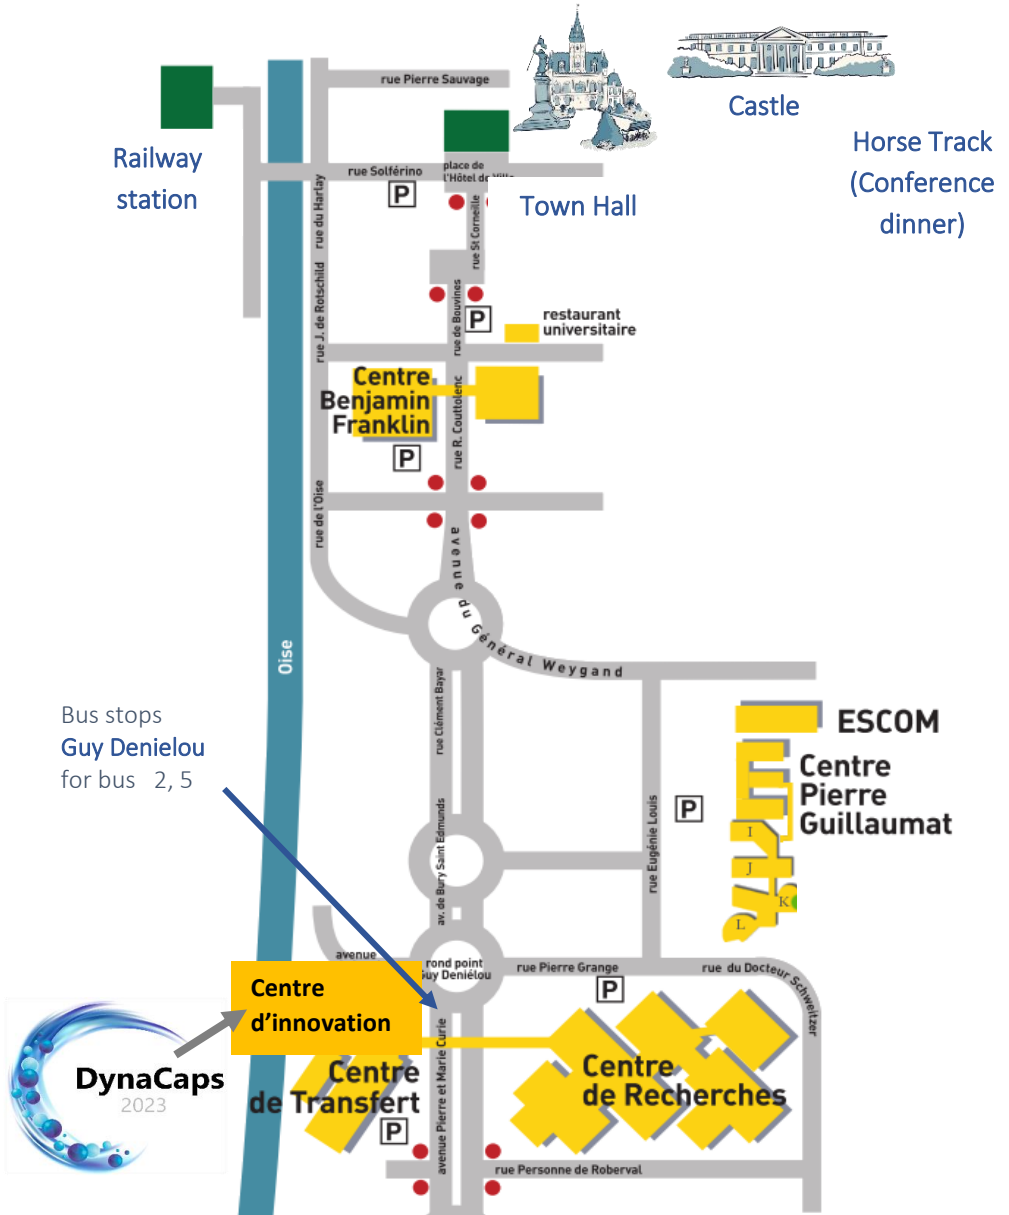 rue Pierre Sauvage
Castle
Railway
station
Horse Track
(Conference
dinner)
place de
l'Hôtel de Ville
rue Solférino
P
Town Hall
rue du Harlay
rue St Corneille
rue J. de Rotschild
rue de Bouvines
P
restaurant
universitaire
Centre
Benjamin
Franklin
rue R. Couttolenc
P
rue de l'Oise
avenue du Général Weygand
Oise
rue Clément Bayar
Bus stops
Guy Denielou
for bus 2, 5
ESCOM
Centre
Pierre
Guillaumat
I
J
K
L
P
rue Eugénie Louis
av. de Bury Saint Edmunds
avenue
rond point
Guy Deniélou
rue Pierre Grange
rue du Docteur Schweitzer
P
Centre
d'innovation
DynaCaps
2023
Centre
de Transfert
P
avenue Pierre et Marie Curie
Centre
de Recherches
rue Personne de Roberval